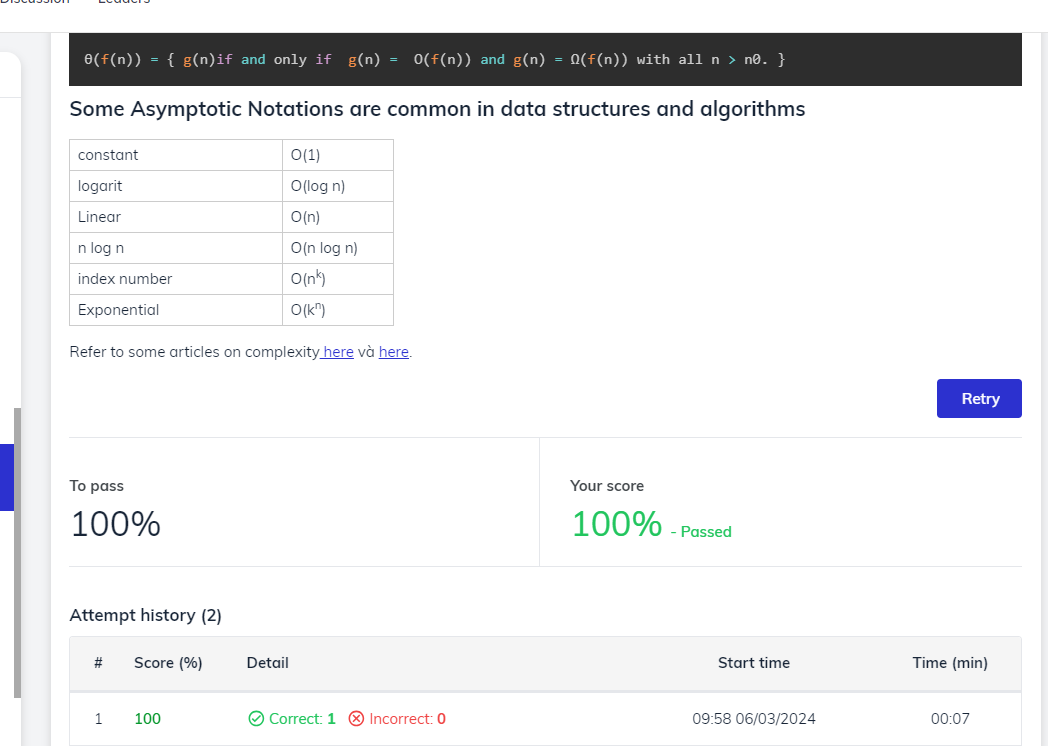 Discussion Leaders
θ(f(n)) = { g(n)if and only if  g(n) =  O(f(n)) and g(n) = Ω(f(n)) with all n > n0. }
Some Asymptotic Notations are common in data structures and algorithms
constant O(1)
logarit O(log n)
Linear O(n)
n log n O(n log n)
index number O(n^k)
Exponential O(k^n)
Refer to some articles on complexity here và here.
Retry
To pass
100%
Your score
100% - Passed
Attempt history (2)
# Score (%) Detail Start time Time (min)
1 100 Correct: 1 Incorrect: 0 09:58 06/03/2024 00:07